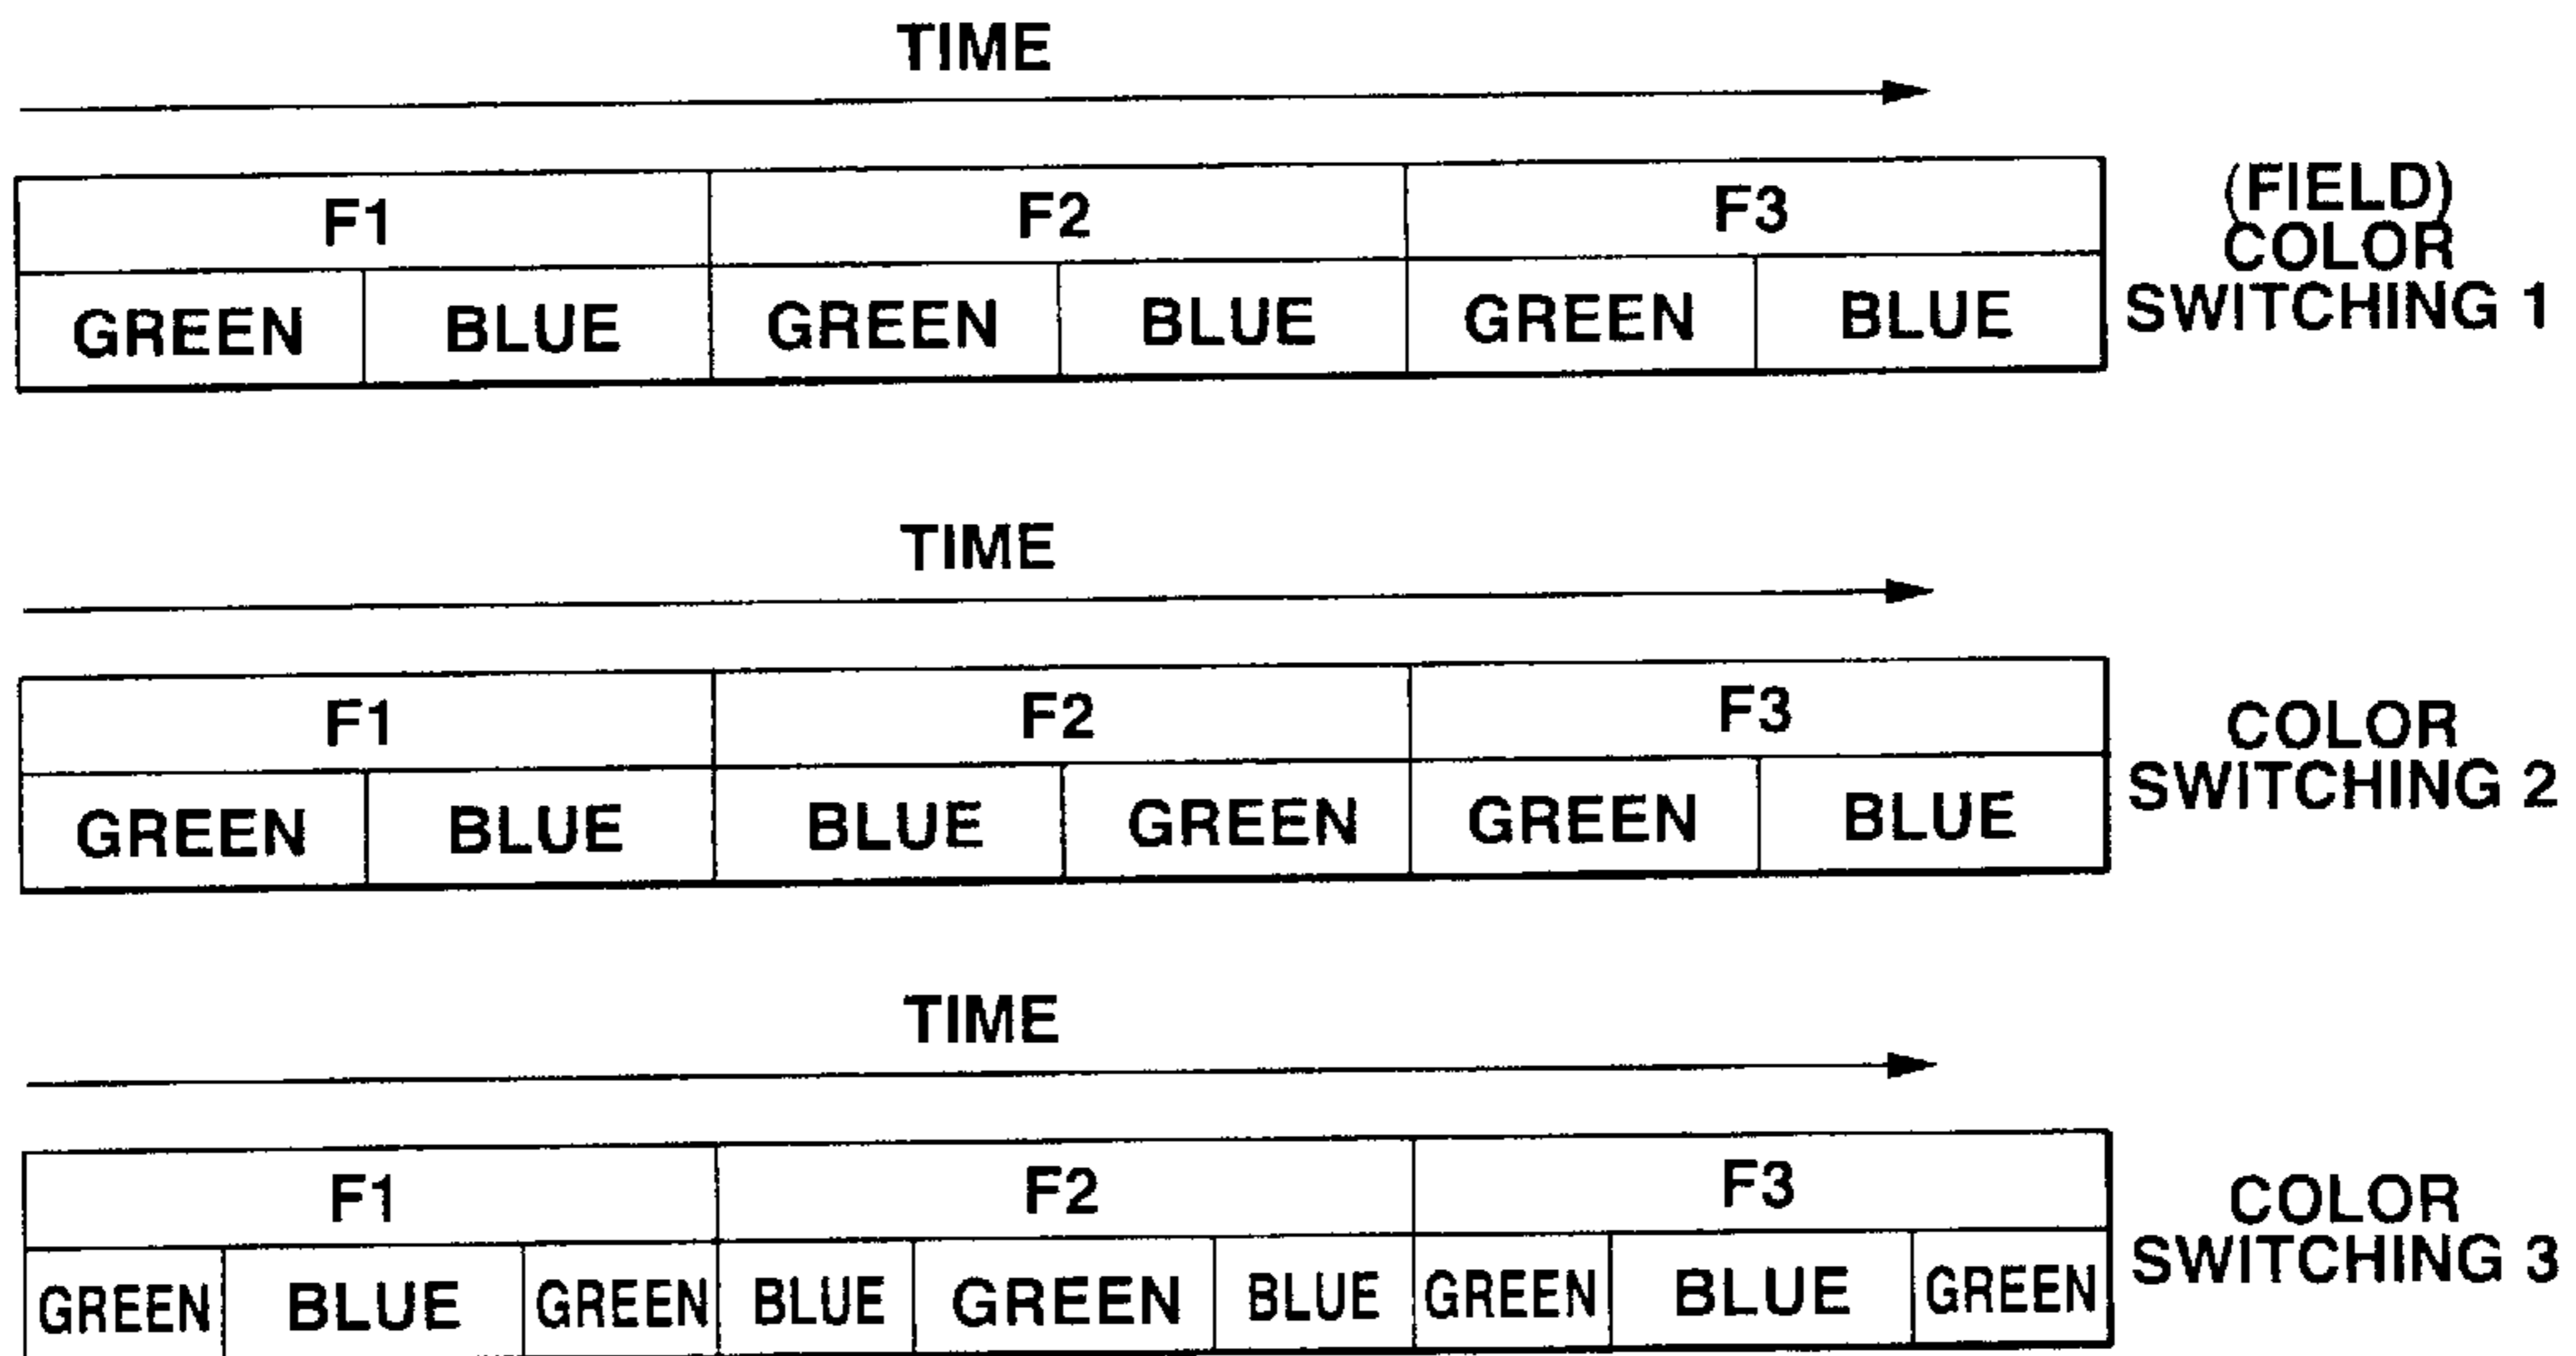 TIME
F1 F2 F3
(FIELD)
COLOR
SWITCHING 1
GREEN BLUE GREEN BLUE GREEN BLUE
TIME
F1 F2 F3
COLOR
SWITCHING 2
GREEN BLUE BLUE GREEN GREEN BLUE
TIME
F1 F2 F3
COLOR
SWITCHING 3
GREEN BLUE GREEN BLUE GREEN BLUE GREEN BLUE GREEN